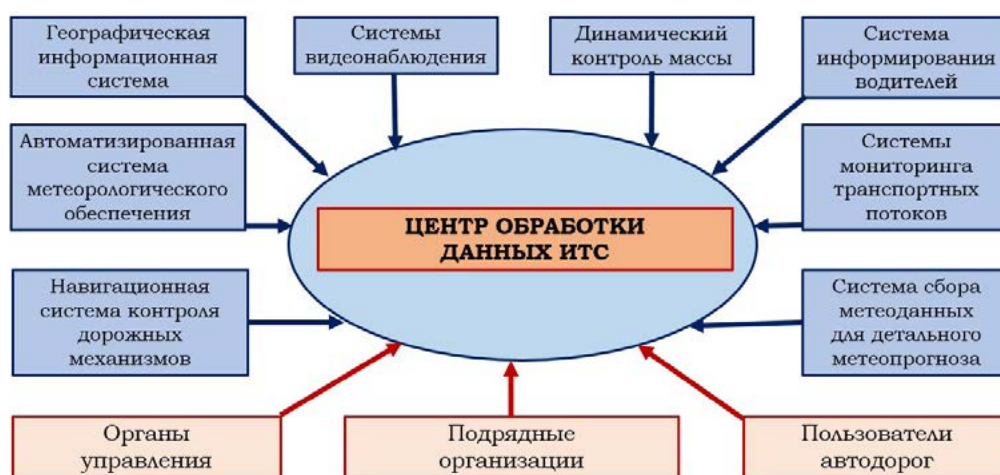 Географическая
информационная
система
Системы
видеонаблюдения
Динамический
контроль массы
Система
информирования
водителей
Автоматизированная
система
метеорологического
обеспечения
Системы
мониторинга
транспортных
потоков
ЦЕНТР ОБРАБОТКИ
ДАННЫХ ИТС
Навигационная
система контроля
дорожных
механизмов
Система сбора
метеоданных
для детального
метеопрогноза
Органы
управления
Подрядные
организации
Пользователи
автодорог